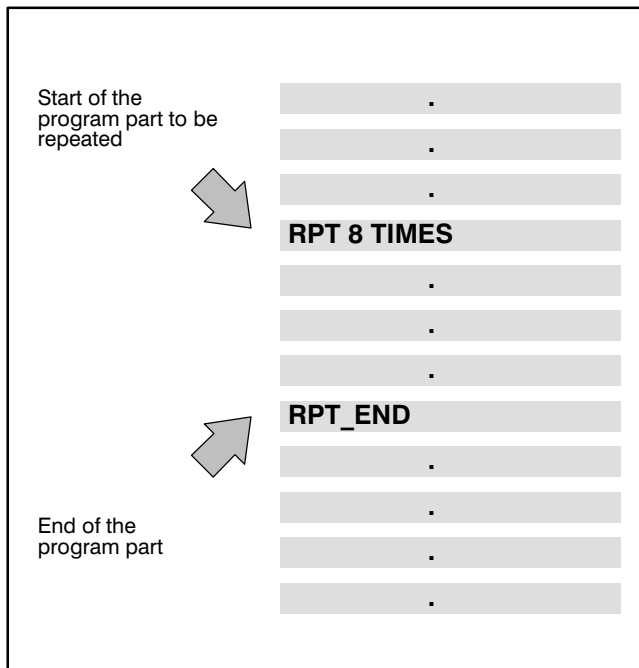 Start of the
program part to be
repeated
.
.
.
RPT 8 TIMES
.
.
.
RPT_END
.
.
.
.
End of the
program part